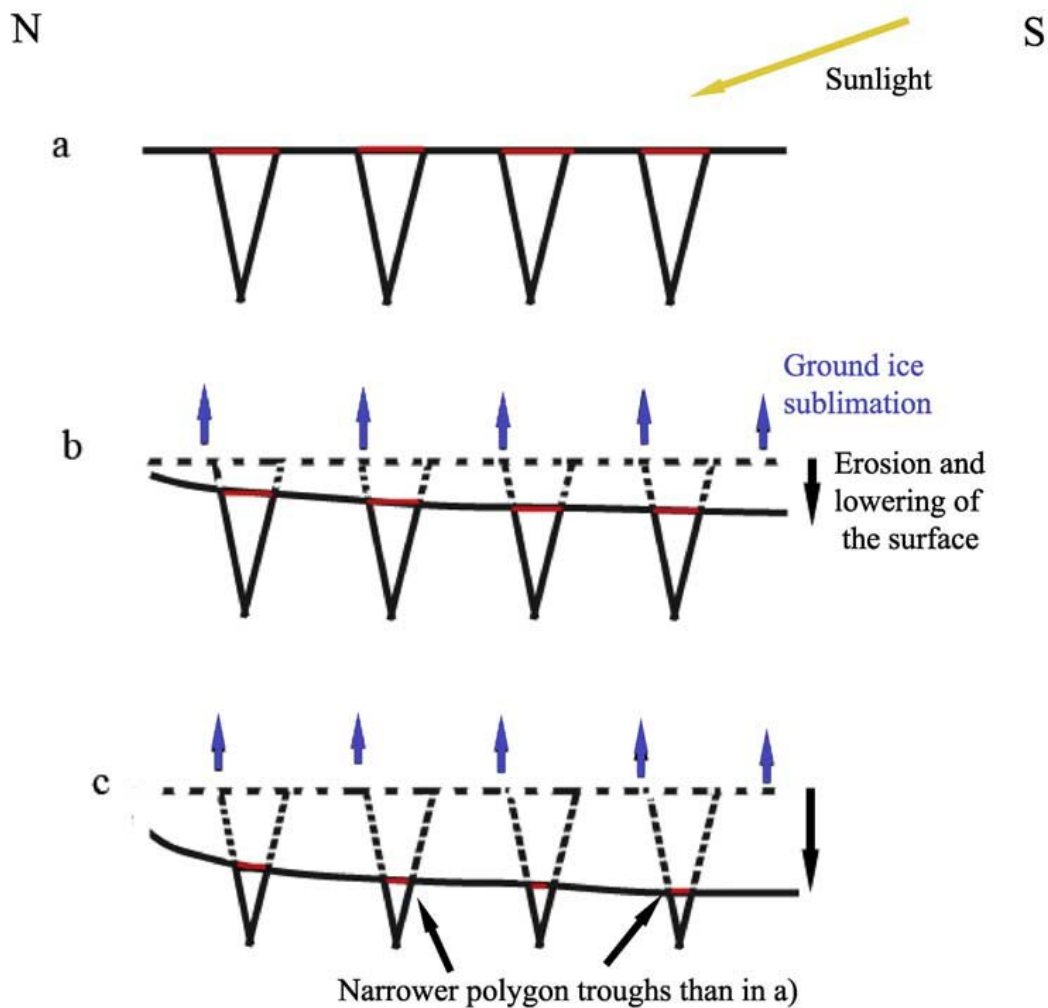 N
S
Sunlight
a
Ground ice
sublimation
b
Erosion and
lowering of
the surface
c
Narrower polygon troughs than in a)